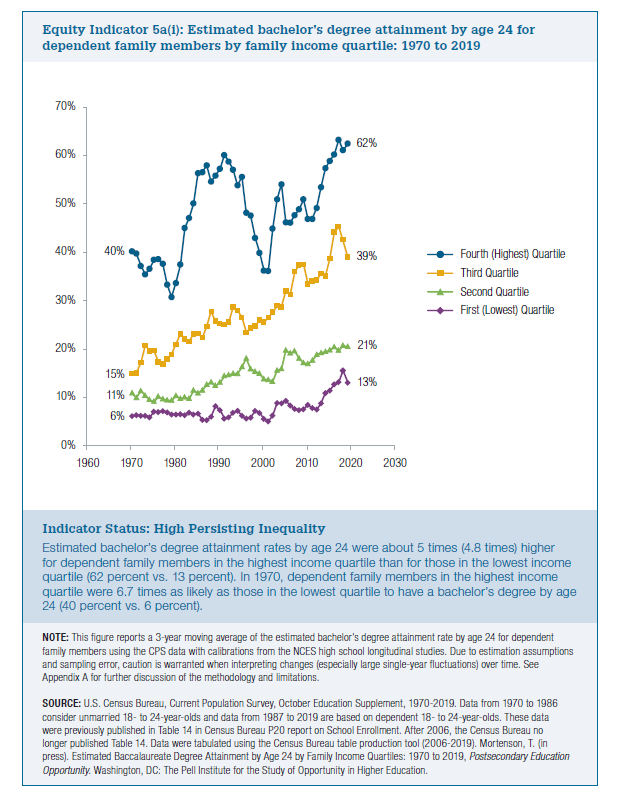 Equity Indicator 5a(i): Estimated bachelor's degree attainment by age 24 for
dependent family members by family income quartile: 1970 to 2019
70%
60%
50%
40%
30%
20%
10%
0%
1960 1970 1980 1990 2000 2010 2020 2030
40%
15%
11%
6%
62%
39%
21%
13%
Fourth (Highest) Quartile
Third Quartile
Second Quartile
First (Lowest) Quartile
Indicator Status: High Persisting Inequality
Estimated bachelor's degree attainment rates by age 24 were about 5 times (4.8 times) higher
for dependent family members in the highest income quartile than for those in the lowest income
quartile (62 percent vs. 13 percent). In 1970, dependent family members in the highest income
quartile were 6.7 times as likely as those in the lowest quartile to have a bachelor's degree by age
24 (40 percent vs. 6 percent).
NOTE: This figure reports a 3-year moving average of the estimated bachelor's degree attainment rate by age 24 for dependent
family members using the CPS data with calibrations from the NCES high school longitudinal studies. Due to estimation assumptions
and sampling error, caution is warranted when interpreting changes (especially large single-year fluctuations) over time. See
Appendix A for further discussion of the methodology and limitations.
SOURCE: U.S. Census Bureau, Current Population Survey, October Education Supplement, 1970-2019. Data from 1970 to 1986
consider unmarried 18- to 24-year-olds and data from 1987 to 2019 are based on dependent 18- to 24-year-olds. These data
were previously published in Table 14 in Census Bureau P20 report on School Enrollment. After 2006, the Census Bureau no
longer published Table 14. Data were tabulated using the Census Bureau table production tool (2006-2019). Mortenson, T. (in
press). Estimated Baccalaureate Degree Attainment by Age 24 by Family Income Quartiles: 1970 to 2019, Postsecondary Education
Opportunity. Washington, DC: The Pell Institute for the Study of Opportunity in Higher Education.